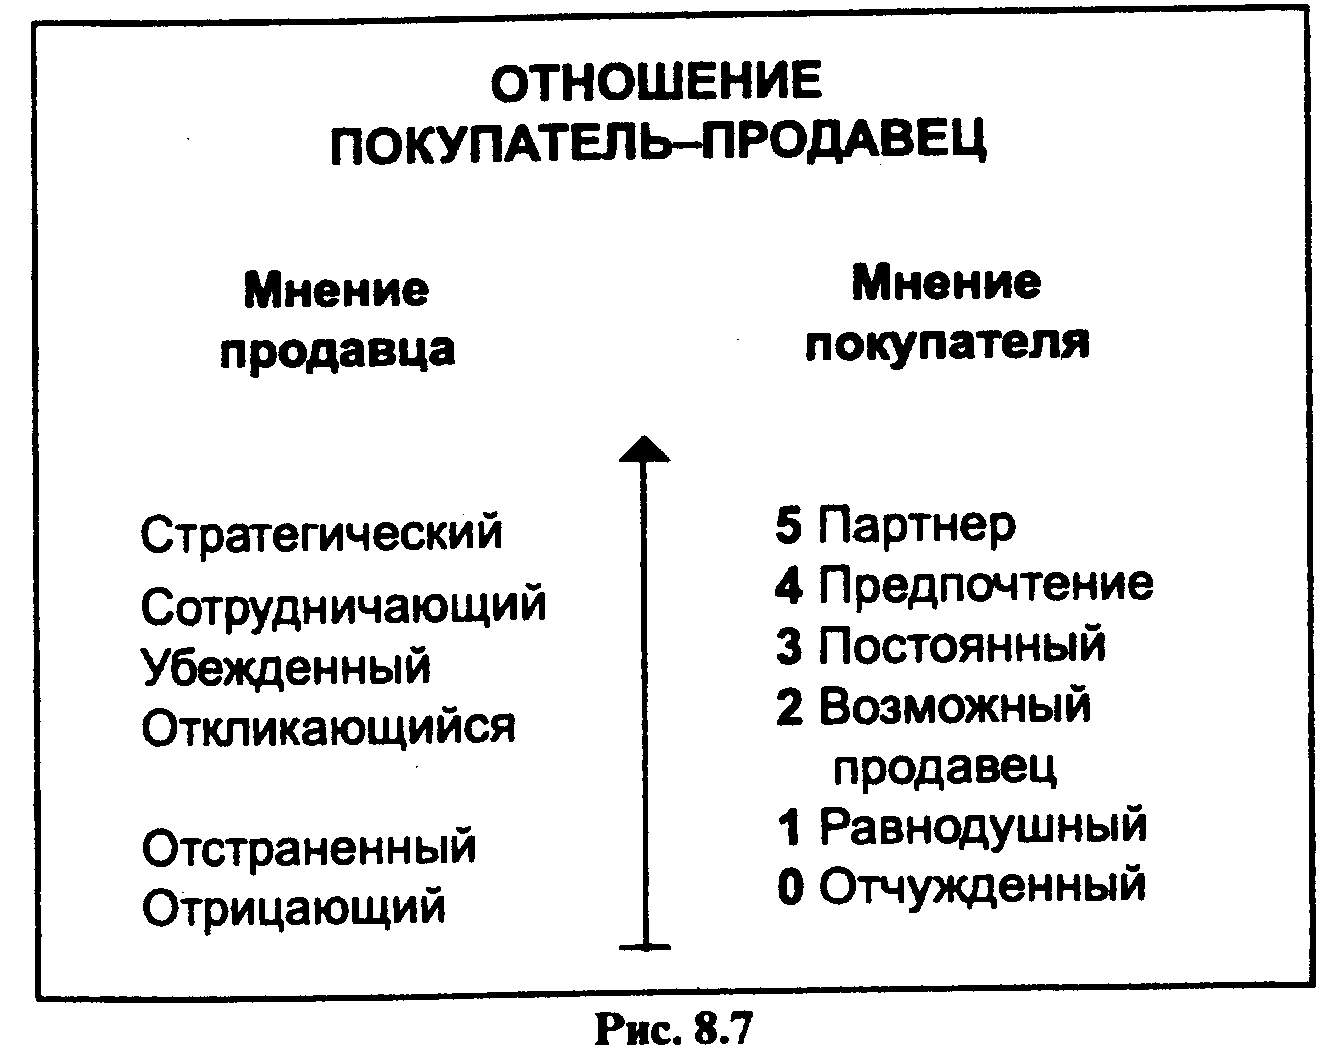 ОТНОШЕНИЕ
ПОКУПАТЕЛЬ–ПРОДАВЕЦ
Мнение
продавца
Стратегический
Сотрудничающий
Убежденный
Откликающийся
Отстраненный
Отрицающий
Мнение
покупателя
5 Партнер
4 Предпочтение
3 Постоянный
2 Возможный
продавец
1 Равнодушный
0 Отчужденный
Рис. 8.7